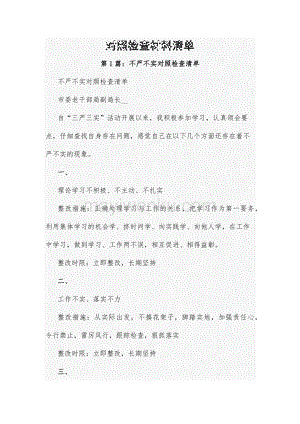 对照检查材料清单
第1篇：不严不实对照检查清单
不严不实对照检查清单
市委老干部局副局长__
自“三严三实”活动开展以来，我积极参加学习，认真领会要
点，仔细查找自身存在问题，感觉自己在以下几个方面还存在着不
严不实的现象。
一、
理论学习不积极、不主动、不扎实
整改措施：正确处理学习与工作的关系，把学习作为第一要务，
利用集体学习的机会学、挤时间学、向实践学、向他人学，在工作
中学习，做到学习、工作两不误，相互促进、相得益彰。
整改时限：立即整改，长期坚持
二、
工作不实、落实不力
整改措施：从实际出发，不搞花架子，脚踏实地，加强责任心，
令行禁止，雷厉风行，跟踪检查，狠抓落实
整改时限：立即整改，长期坚持
三、